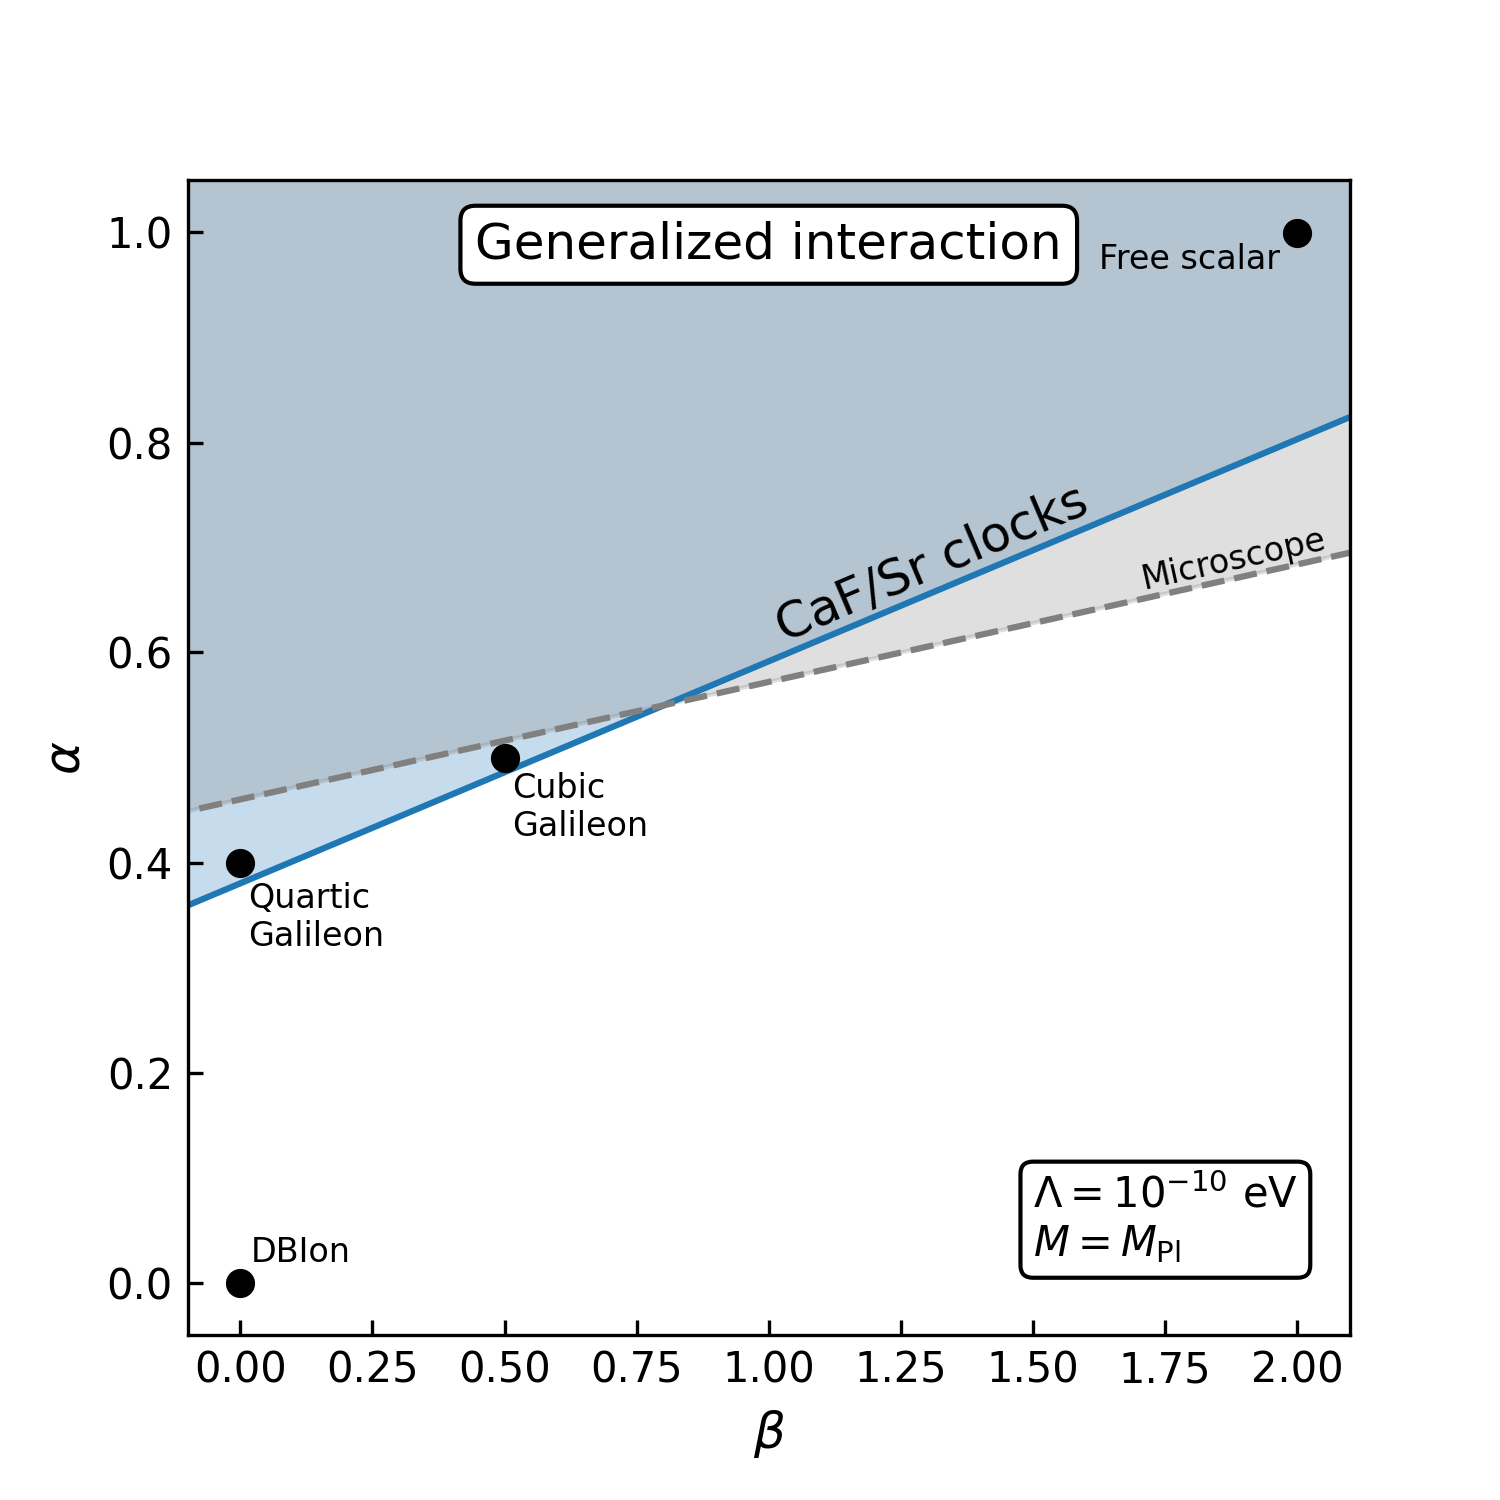 Generalized interaction
Free scalar
CaF/Sr clocks
Microscope
Cubic
Galileon
Quartic
Galileon
DBIon
Λ = 10⁻¹⁰ eV
M = M_Pl
α
1.0
0.8
0.6
0.4
0.2
0.0
0.00 0.25 0.50 0.75 1.00 1.25 1.50 1.75 2.00
β